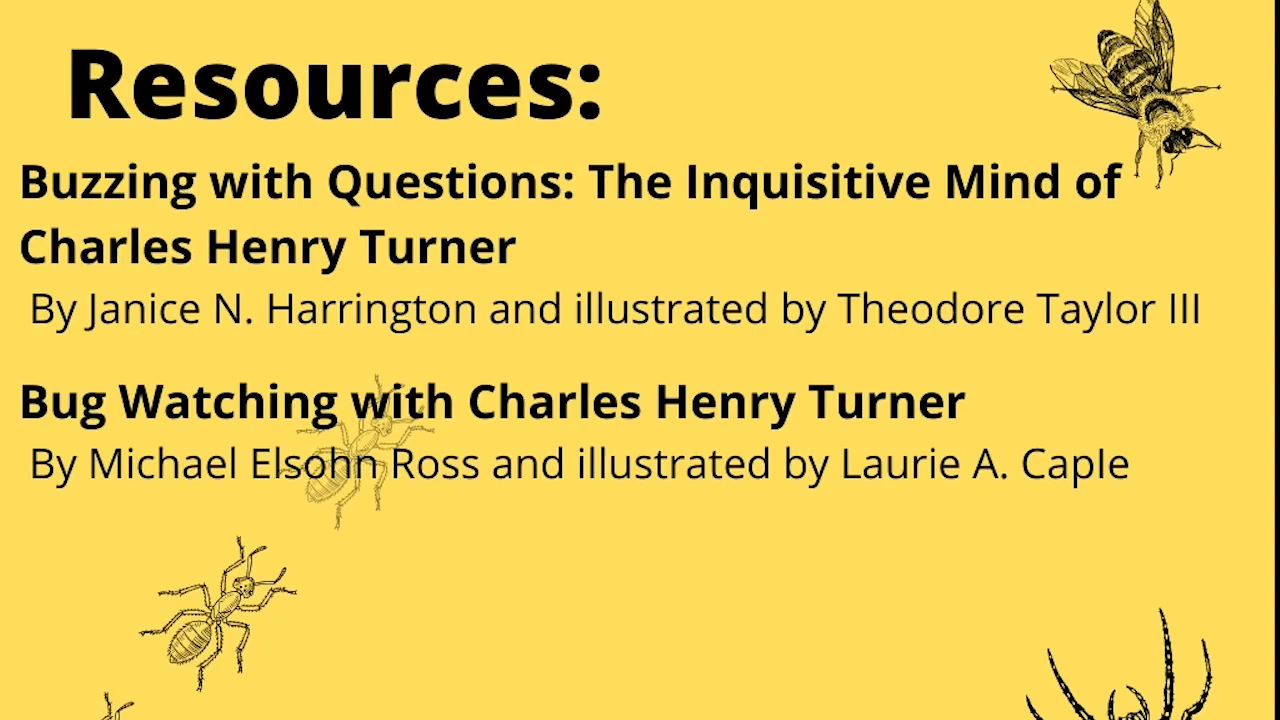 Resources:
Buzzing with Questions: The Inquisitive Mind of
Charles Henry Turner
By Janice N. Harrington and illustrated by Theodore Taylor III
Bug Watching with Charles Henry Turner
By Michael Elsohn Ross and illustrated by Laurie A. Caple